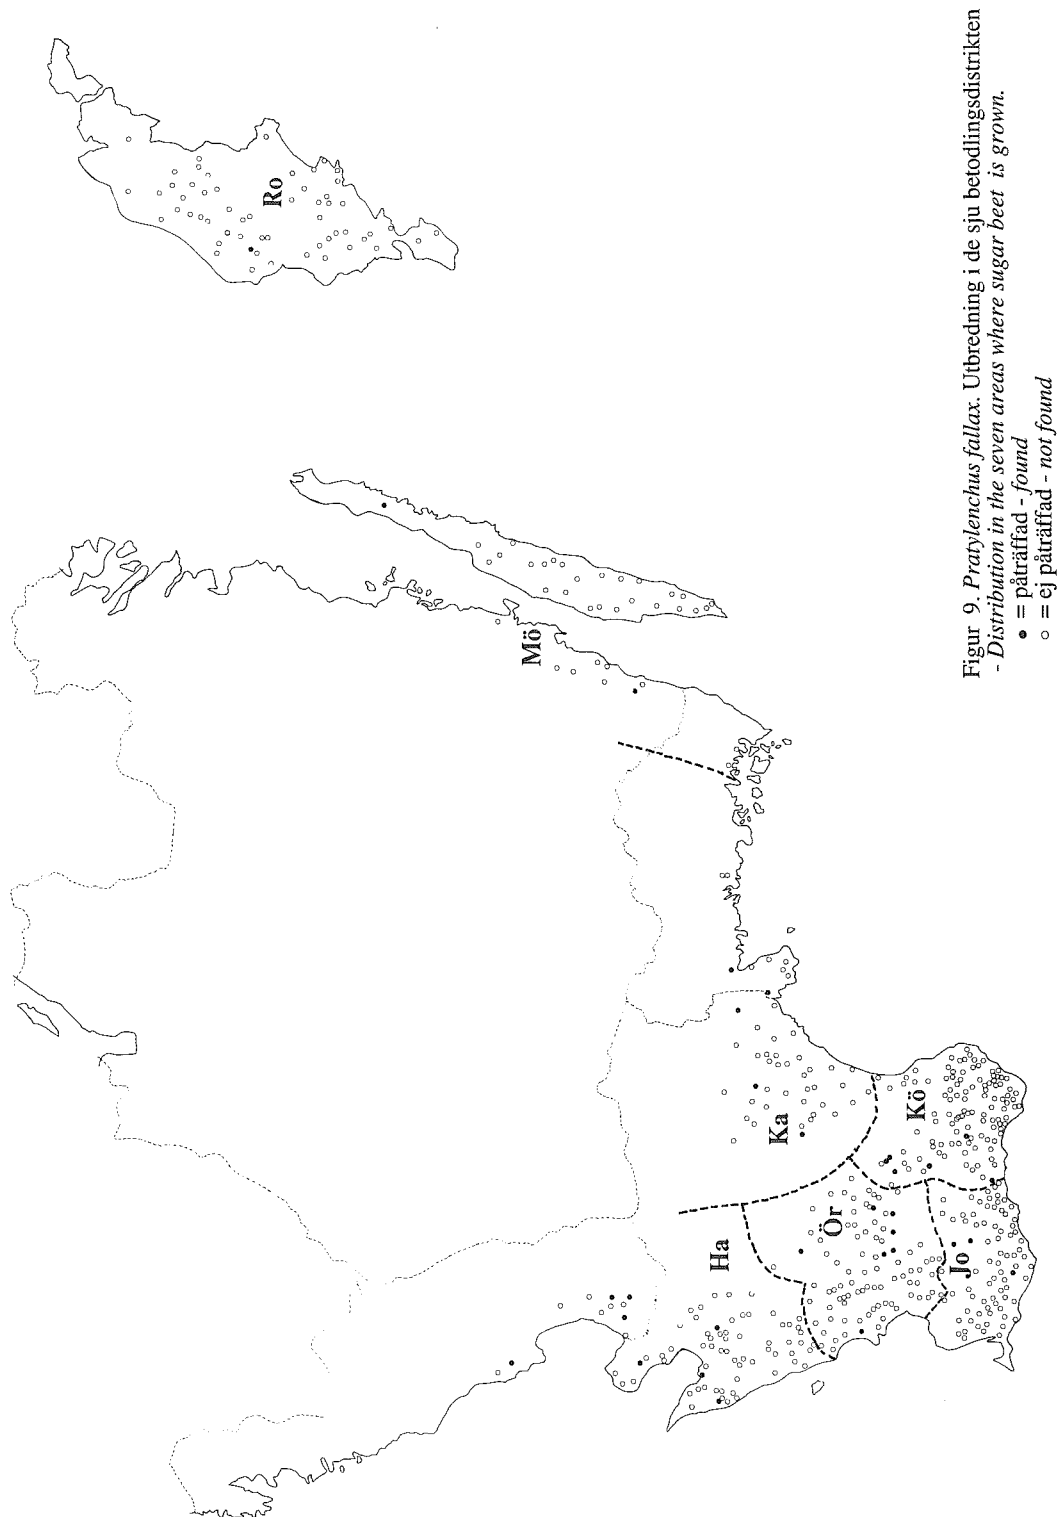 Ro
Mö
Ka
Kö
Ha
Ör
Jo
Figur 9. Pratylenchus fallax. Utbredning i de sju betodlingsdistrikten
- Distribution in the seven areas where sugar beet is grown.
● = påträffad - found
○ = ej påträffad - not found